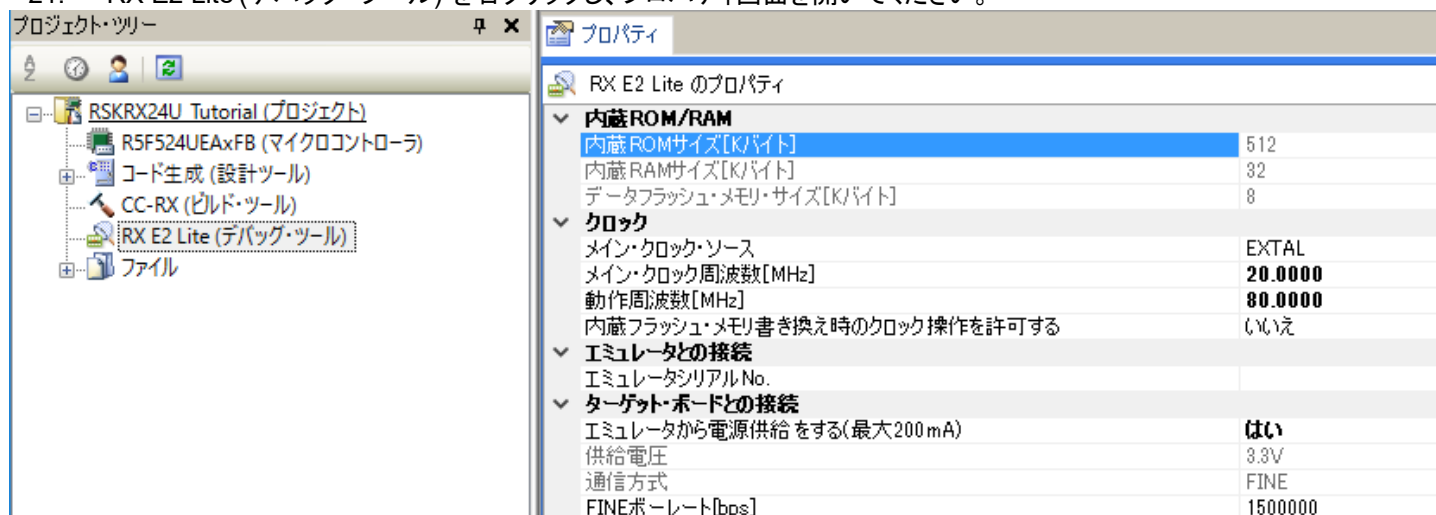 プロジェクト・ツリー
RSKRX24U_Tutorial (プロジェクト)
R5F524UEAxFB (マイクロコントローラ)
コード生成 (設計ツール)
CC-RX (ビルド・ツール)
RX E2 Lite (デバッグ・ツール)
ファイル
プロパティ
RX E2 Lite のプロパティ
内蔵ROM/RAM
内蔵ROMサイズ[Kバイト] 512
内蔵RAMサイズ[Kバイト] 32
データフラッシュ・メモリ・サイズ[Kバイト] 8
クロック
メイン・クロック・ソース EXTAL
メイン・クロック周波数[MHz] 20.0000
動作周波数[MHz] 80.0000
内蔵フラッシュ・メモリ書き換え時のクロック操作を許可する いいえ
エミュレータとの接続
エミュレータシリアルNo.
ターゲット・ボードとの接続
エミュレータから電源供給をする(最大200mA) はい
供給電圧 3.3V
通信方式 FINE
FINEボーレート[bps] 1500000